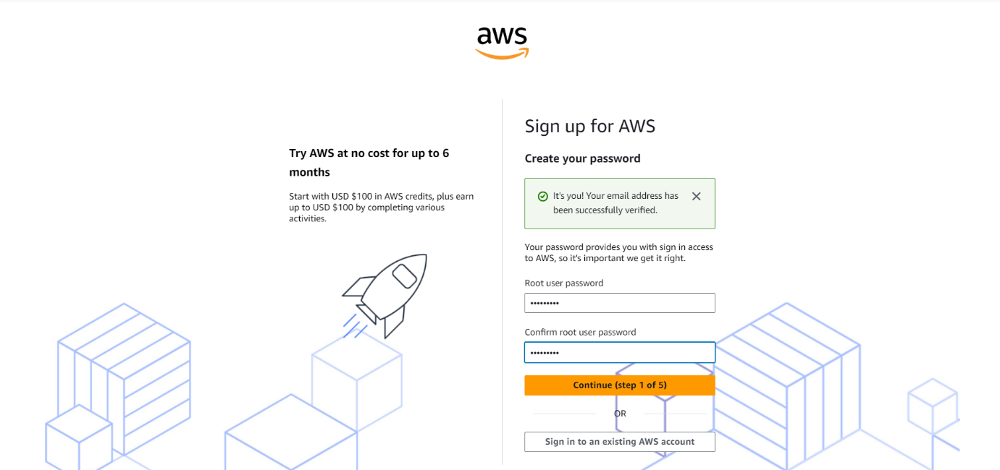 aws
Try AWS at no cost for up to 6
months
Start with USD $100 in AWS credits, plus earn
up to USD $100 by completing various
activities.
Sign up for AWS
Create your password
It's you! Your email address has
been successfully verified.
Your password provides you with sign in access
to AWS, so it's important we get it right.
Root user password
•••••••••
Confirm root user password
•••••••••
Continue (step 1 of 5)
OR
Sign in to an existing AWS account